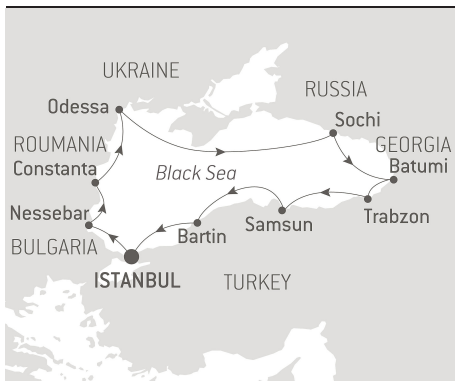 UKRAINE
RUSSIA
Odessa
Sochi
ROUMANIA
GEORGIA
Constanta
Black Sea
Batumi
Nessebar
Trabzon
Samsun
Bartin
BULGARIA
ISTANBUL
TURKEY